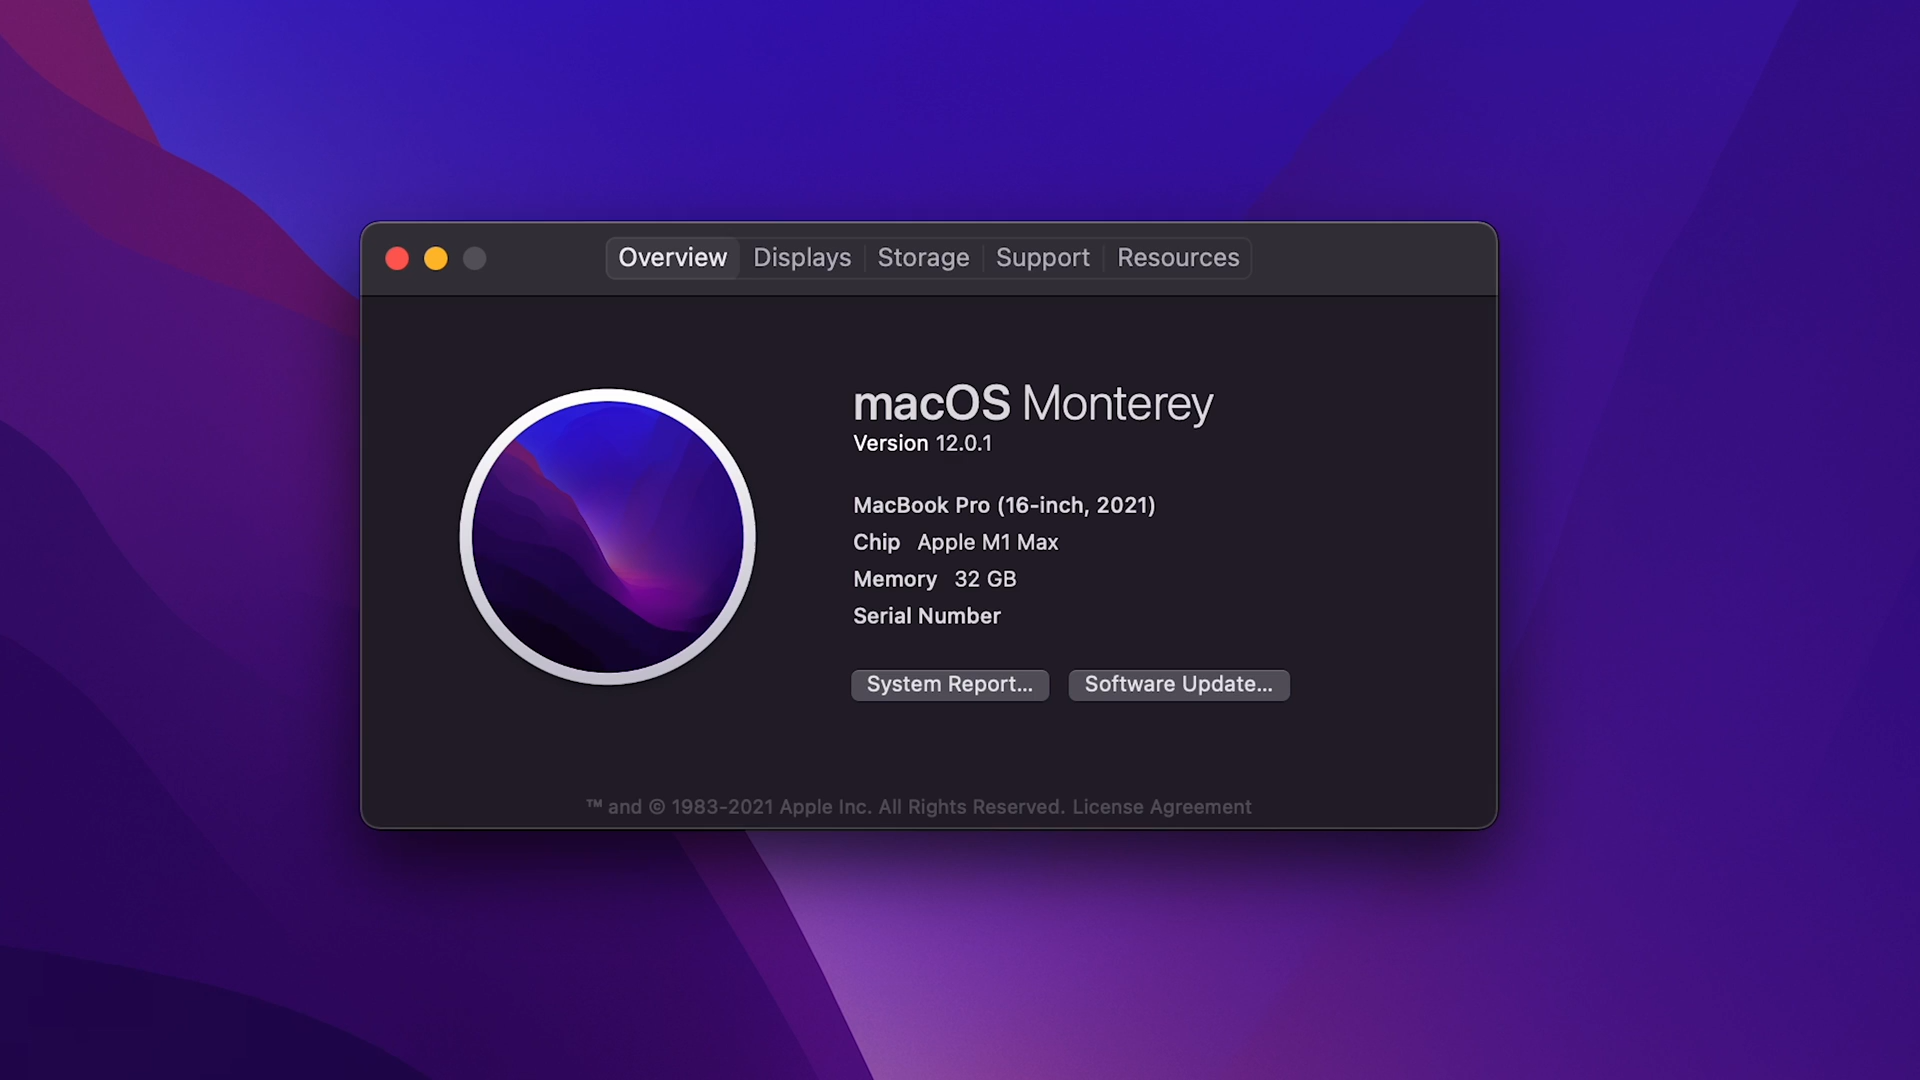 Overview Displays Storage Support Resources
macOS Monterey
Version 12.0.1
MacBook Pro (16-inch, 2021)
Chip Apple M1 Max
Memory 32 GB
Serial Number
System Report... Software Update...
™ and © 1983-2021 Apple Inc. All Rights Reserved. License Agreement